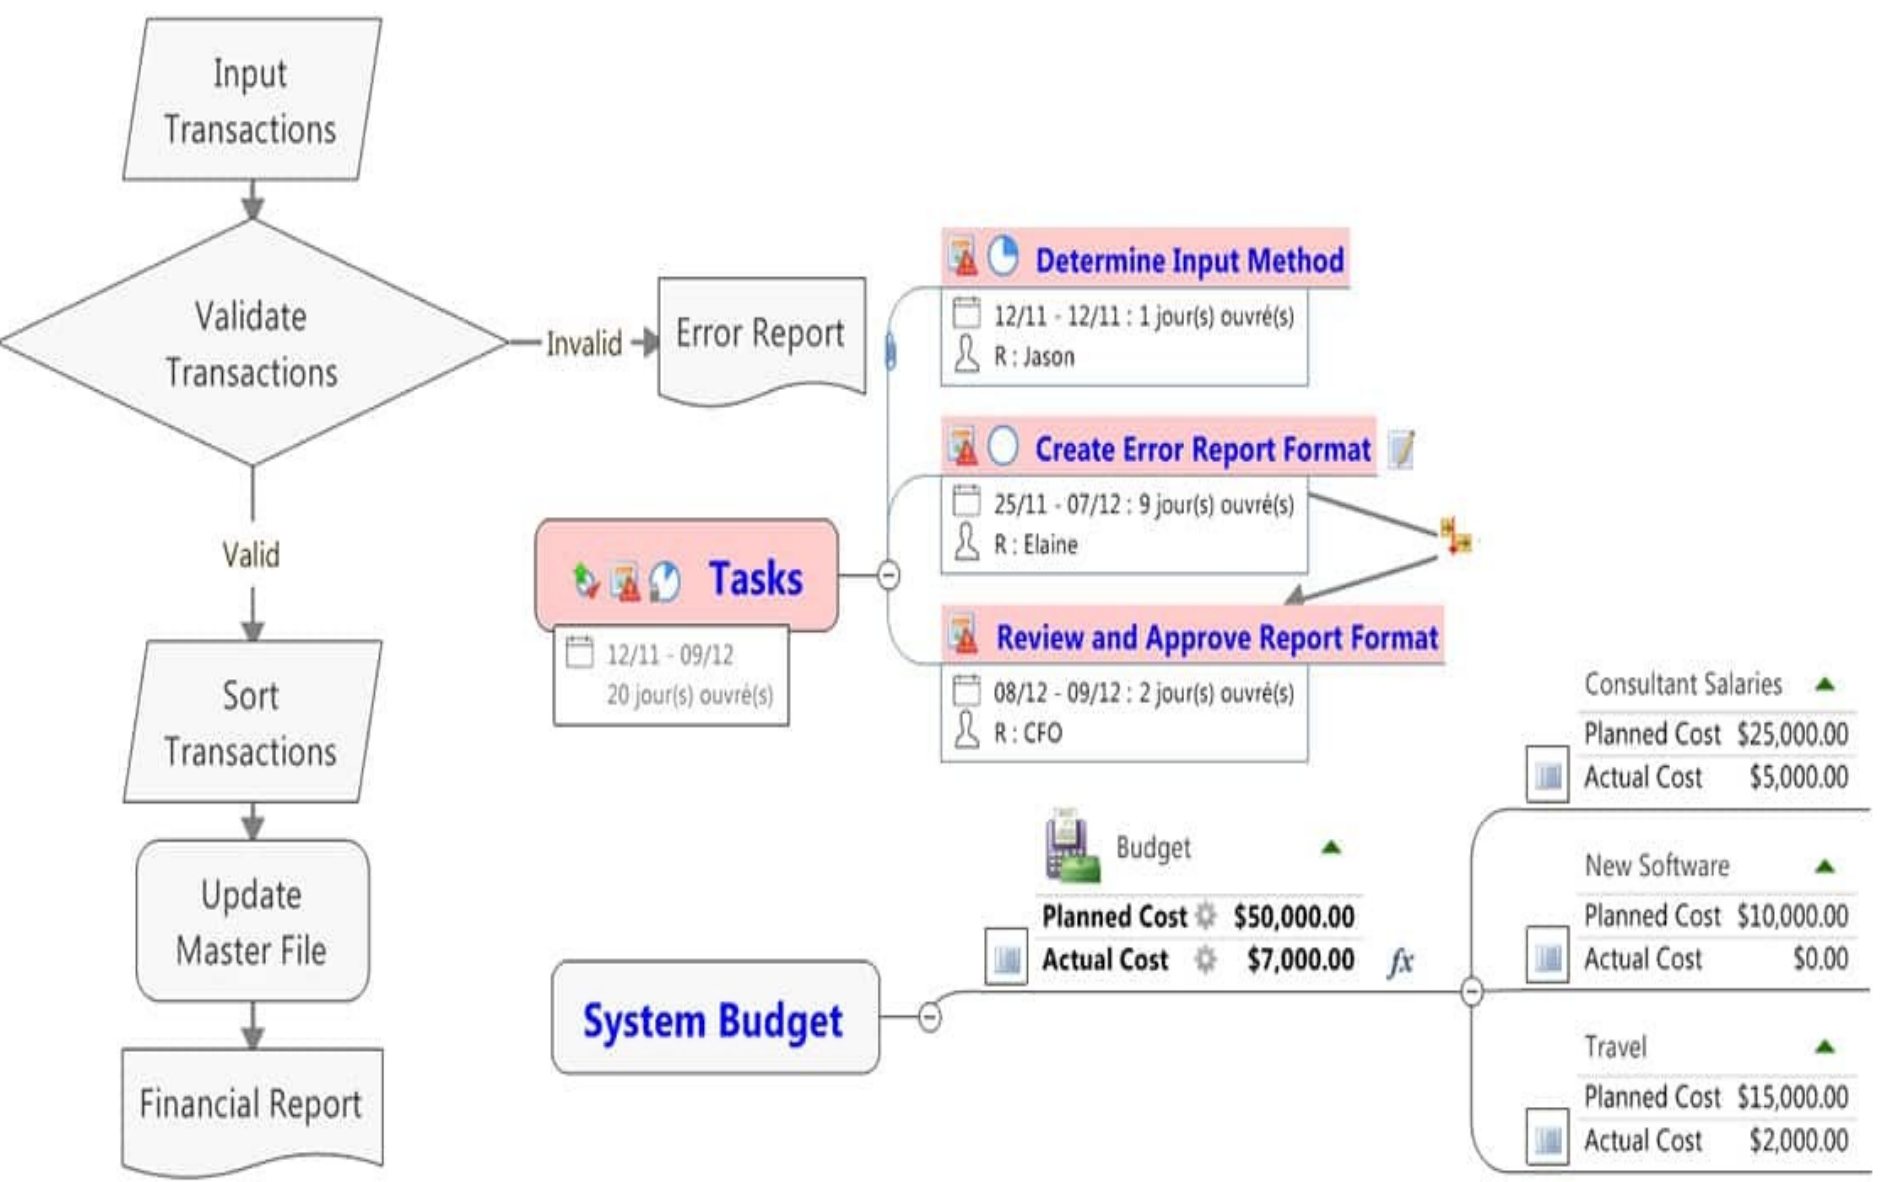 Input
Transactions
Validate
Transactions
Invalid
Error Report
Valid
Sort
Transactions
Update
Master File
Financial Report
Tasks
12/11 - 09/12
20 jour(s) ouvré(s)
Determine Input Method
12/11 - 12/11 : 1 jour(s) ouvré(s)
R : Jason
Create Error Report Format
25/11 - 07/12 : 9 jour(s) ouvré(s)
R : Elaine
Review and Approve Report Format
08/12 - 09/12 : 2 jour(s) ouvré(s)
R : CFO
System Budget
Budget
Planned Cost $50,000.00
Actual Cost $7,000.00
fx
Consultant Salaries
Planned Cost $25,000.00
Actual Cost $5,000.00
New Software
Planned Cost $10,000.00
Actual Cost $0.00
Travel
Planned Cost $15,000.00
Actual Cost $2,000.00